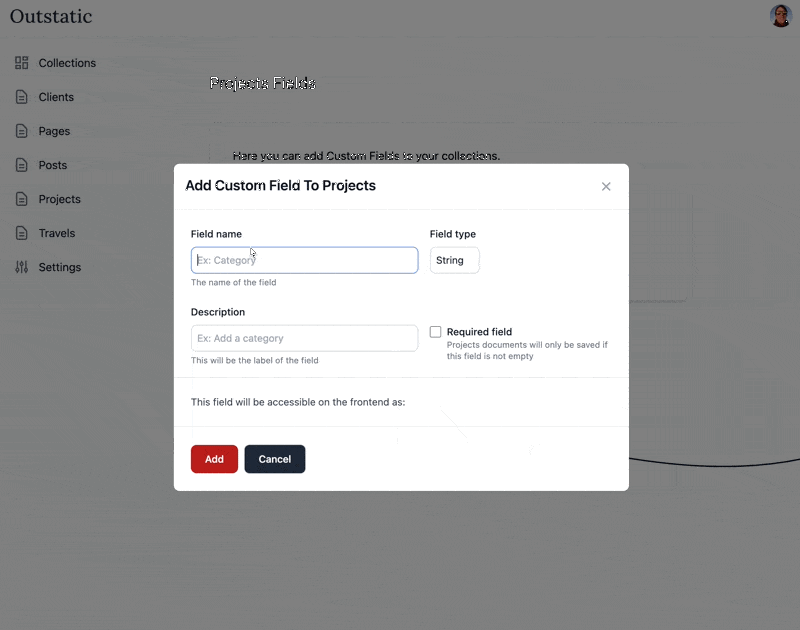 Outstatic
Collections
Clients
Pages
Posts
Projects
Travels
Settings
Projects Fields
Here you can add Custom Fields to your collections.
Add Custom Field To Projects
Field name
Field type
Ex: Category
String
The name of the field
Description
Ex: Add a category
Required field
Projects documents will only be saved if
this field is not empty
This will be the label of the field
This field will be accessible on the frontend as:
Add
Cancel